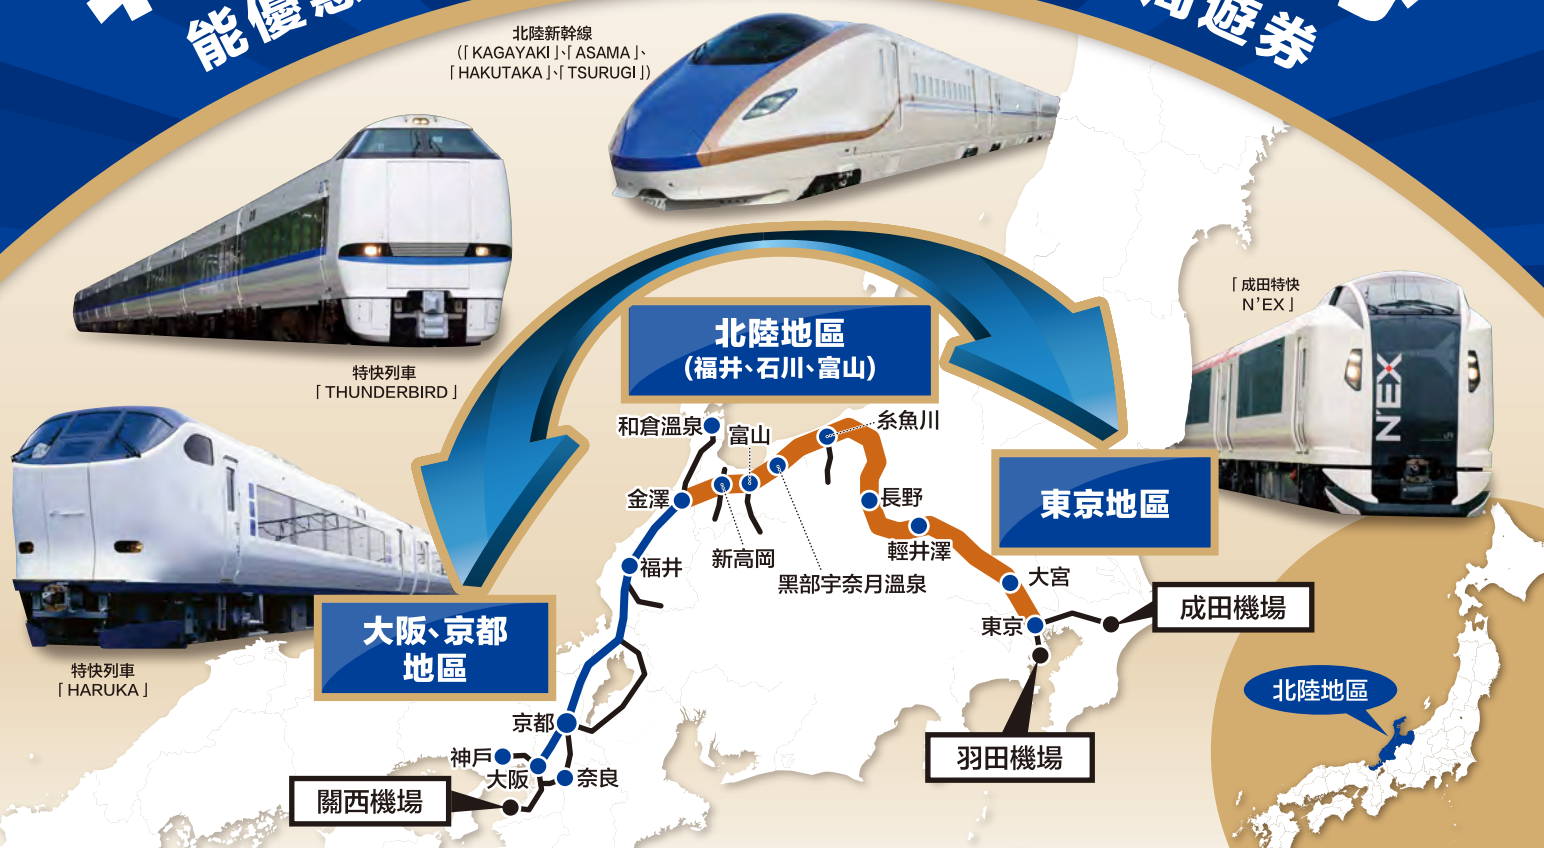 能優惠
周遊券
北陸新幹線
(「KAGAYAKI」、「ASAMA」、
「HAKUTAKA」、「TSURUGI」)
特快列車
「THUNDERBIRD」
「成田特快
N'EX」
N'EX
特快列車
「HARUKA」
北陸地區
(福井、石川、富山)
東京地區
大阪、京都
地區
和倉溫泉
富山
糸魚川
金澤
新高岡
黑部宇奈月溫泉
長野
輕井澤
福井
大宮
東京
成田機場
羽田機場
京都
神戶
大阪
奈良
關西機場
北陸地區